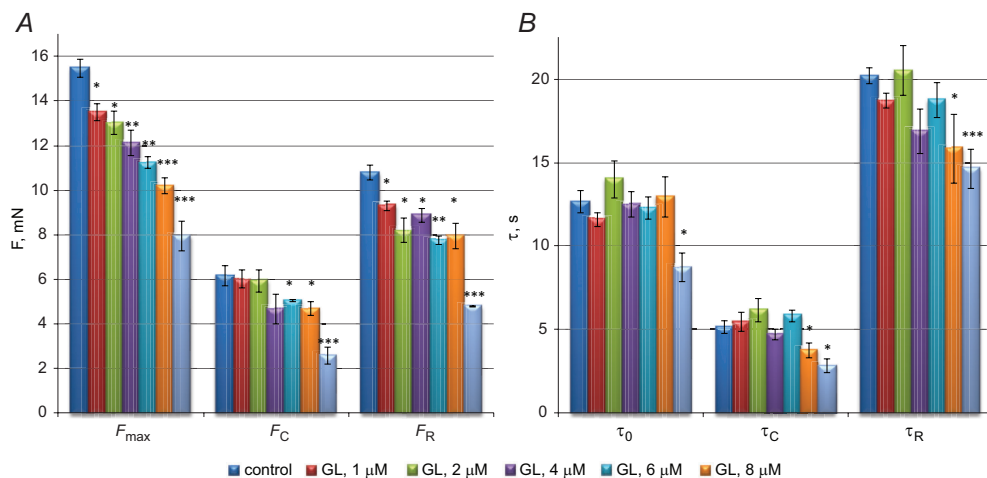 A
B
F, mN
16
14
12
10
8
6
4
2
0
* * ** ** *** ***
* * ***
* * * ** * ***
Fmax FC FR
τ, s
20
15
10
5
0
*
* *
* ***
τ0 τC τR
control GL, 1 μM GL, 2 μM GL, 4 μM GL, 6 μM GL, 8 μM